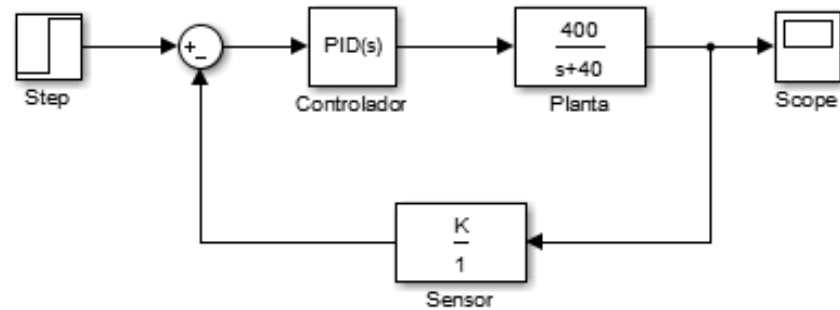 Step
+
−
PID(s)
Controlador
400
s+40
Planta
Scope
K
1
Sensor